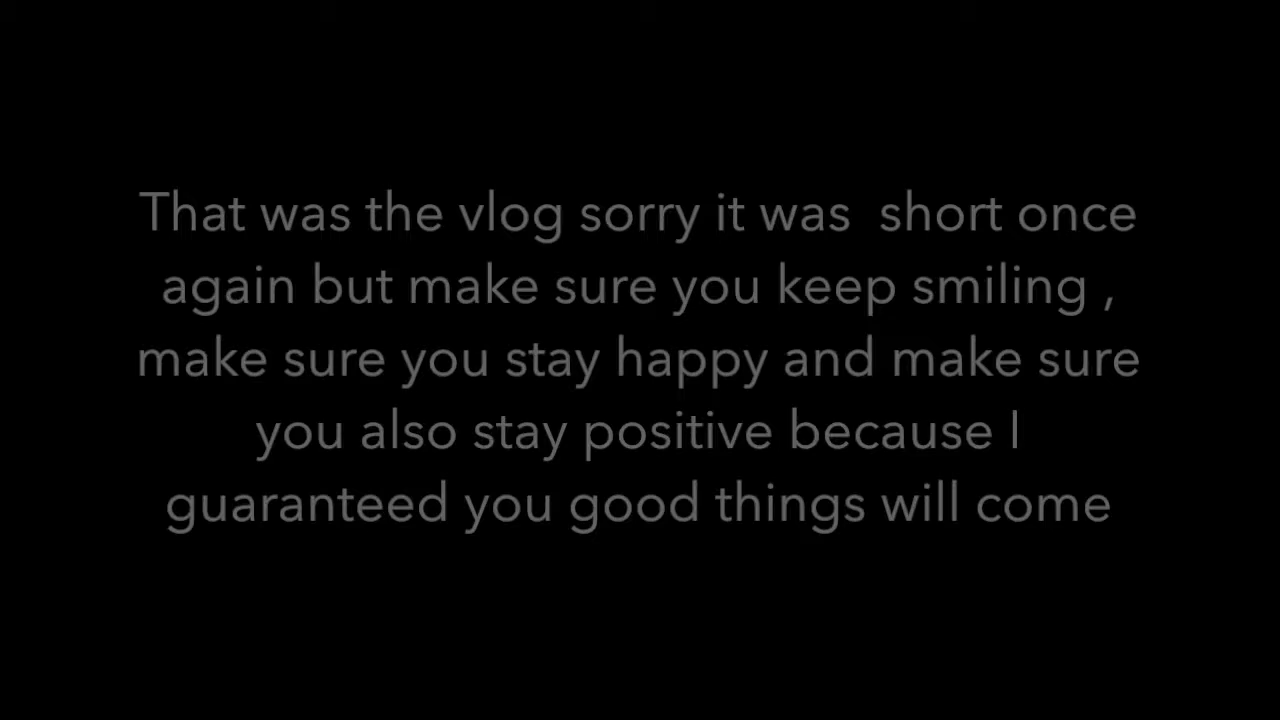 That was the vlog sorry it was  short once
again but make sure you keep smiling ,
make sure you stay happy and make sure
you also stay positive because I
guaranteed you good things will come